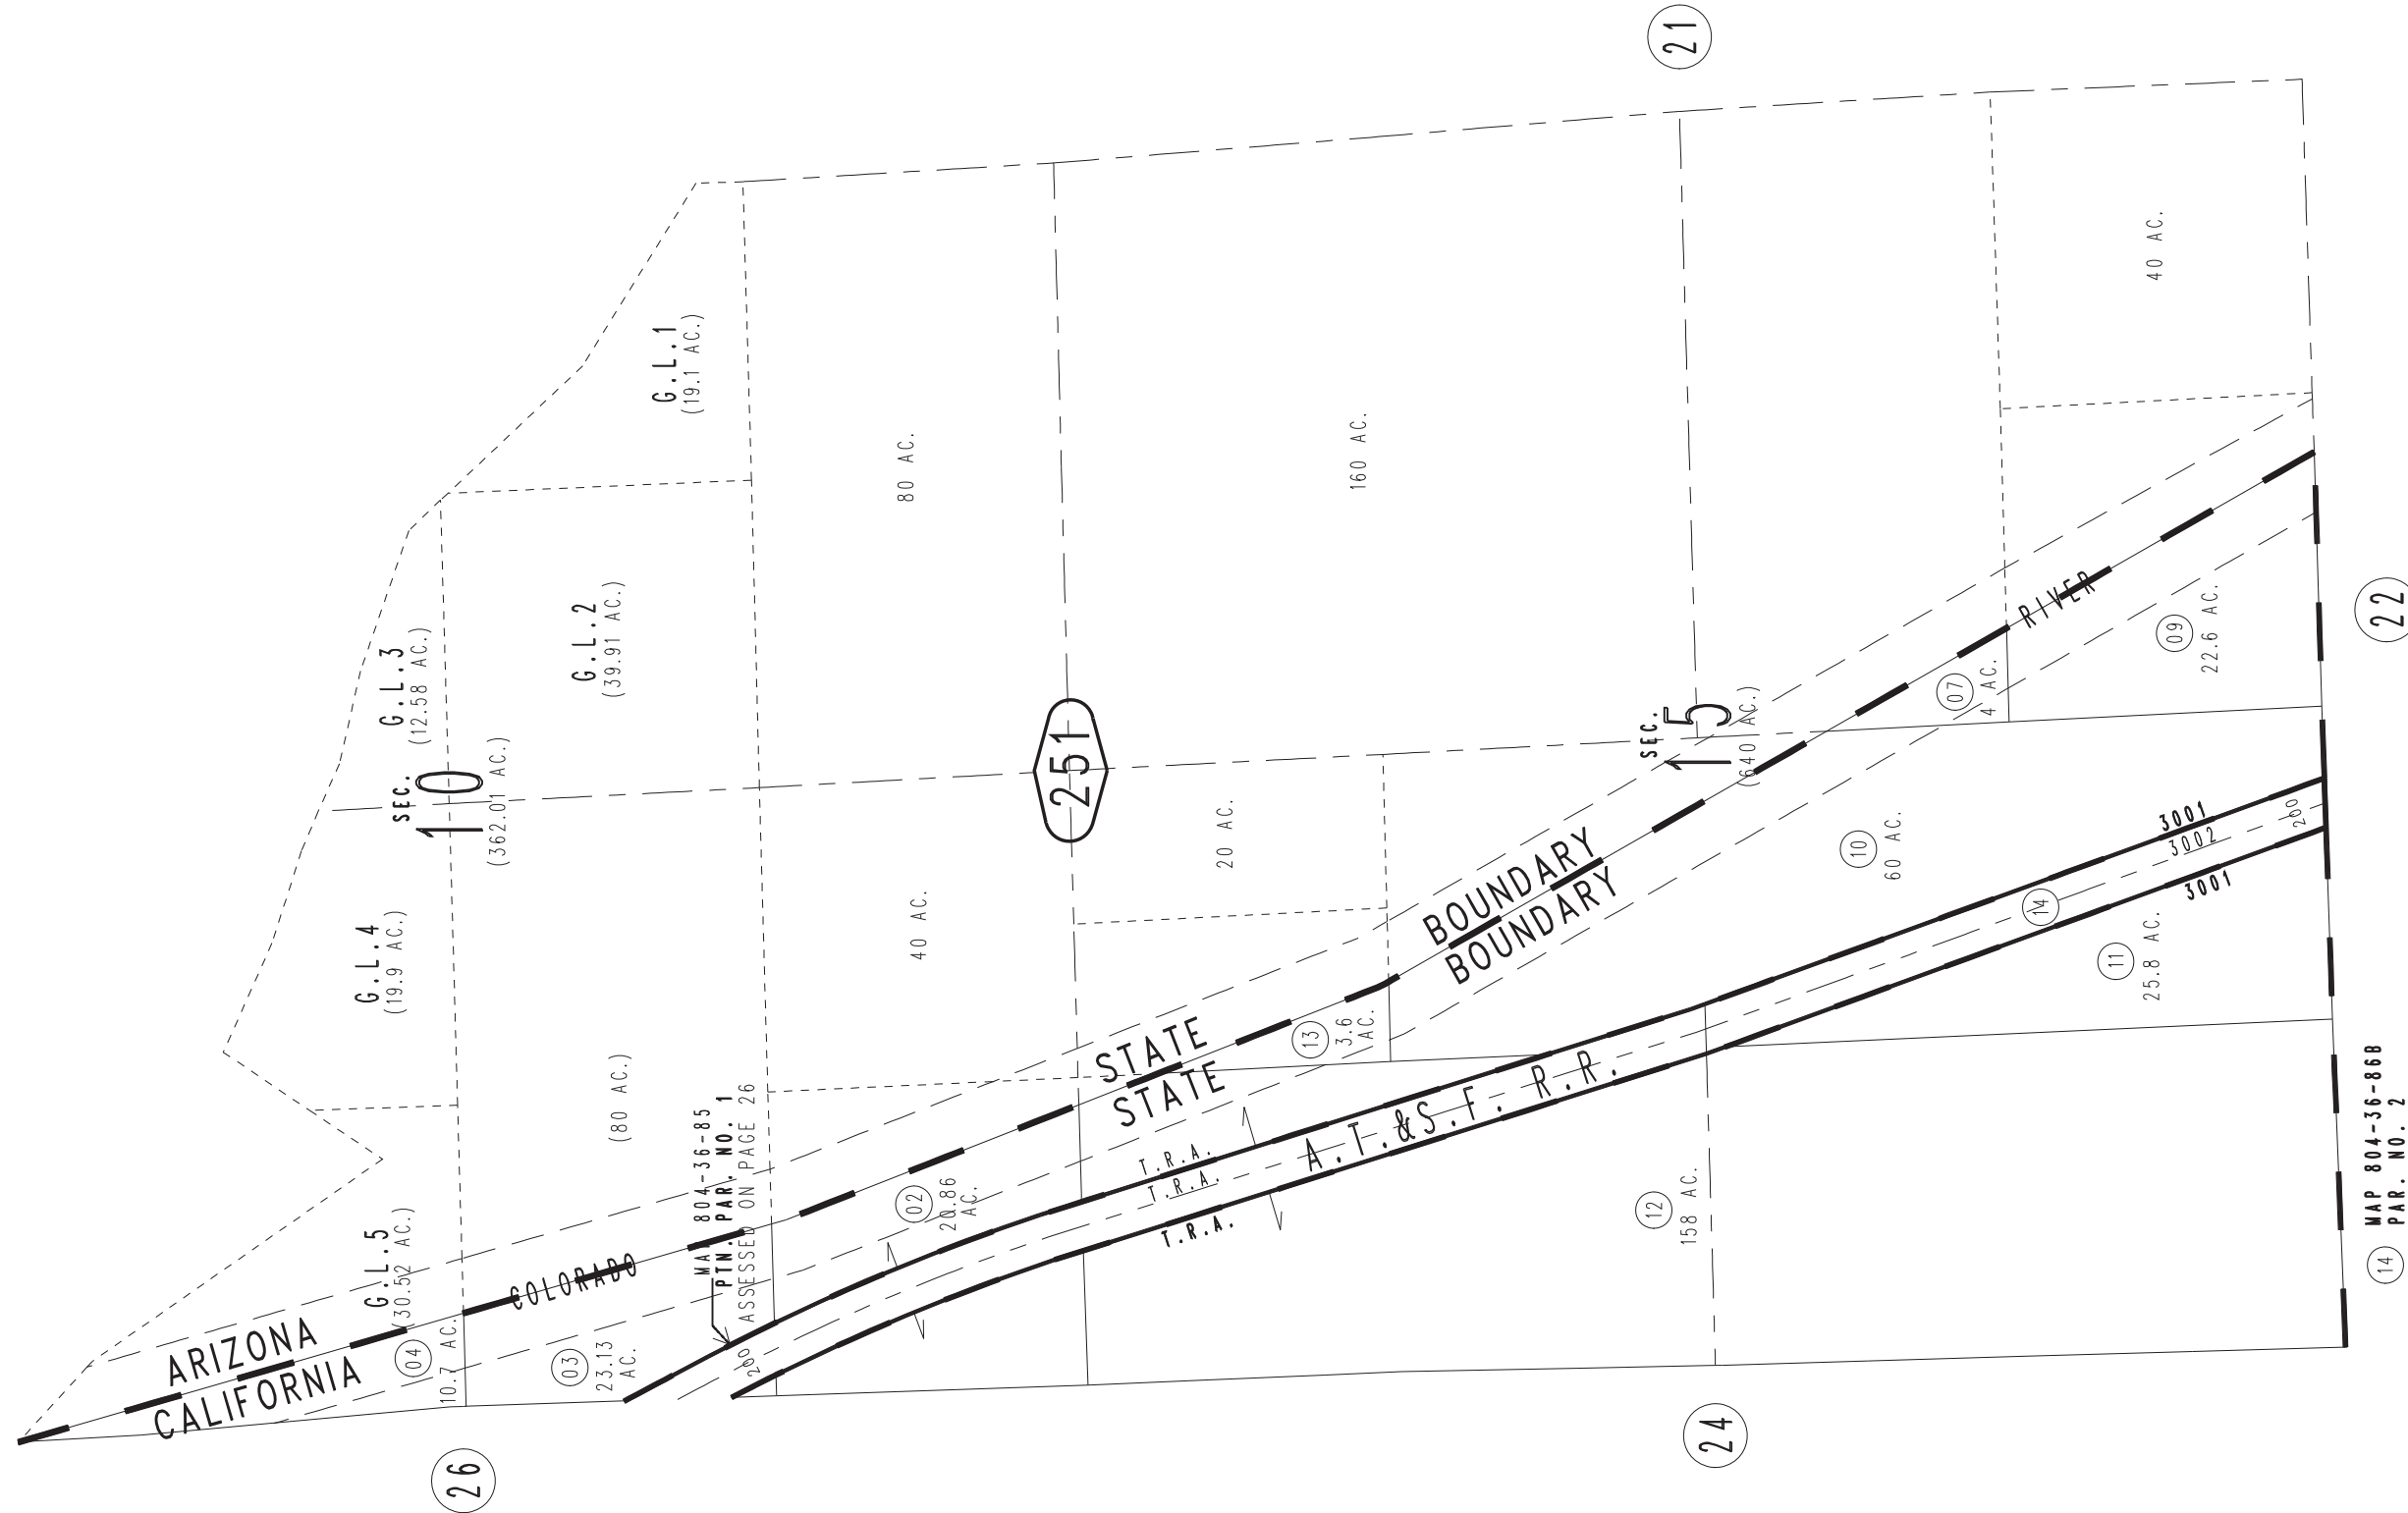 21
G.L.1
(19.1 AC.)
40 AC.
80 AC.
160 AC.
G.L.3
(12.58 AC.)
G.L.2
(39.91 AC.)
SEC.
10
(362.01 AC.)
251
SEC.
15
(640 AC.)
RIVER
07
4 AC.
09
22.6 AC.
22
20 AC.
G.L.4
(19.9 AC.)
40 AC.
(80 AC.)
STATE BOUNDARY
STATE BOUNDARY
10
60 AC.
3001
3002
3001
200
14
11
25.8 AC.
13
3.6
AC.
MAP 804-36-85
PTN. PAR. NO. 1
ASSESSED ON PAGE 26
02
20.86
AC.
T.R.A.
T.R.A.
T.R.A.
A.T.&S.F. R.R.
12
158 AC.
G.L.5
(30.52 AC.)
COLORADO
ARIZONA
CALIFORNIA
04
10.7 AC.
03
23.13
AC.
200
26
24
14
MAP 804-36-86B
PAR. NO. 2